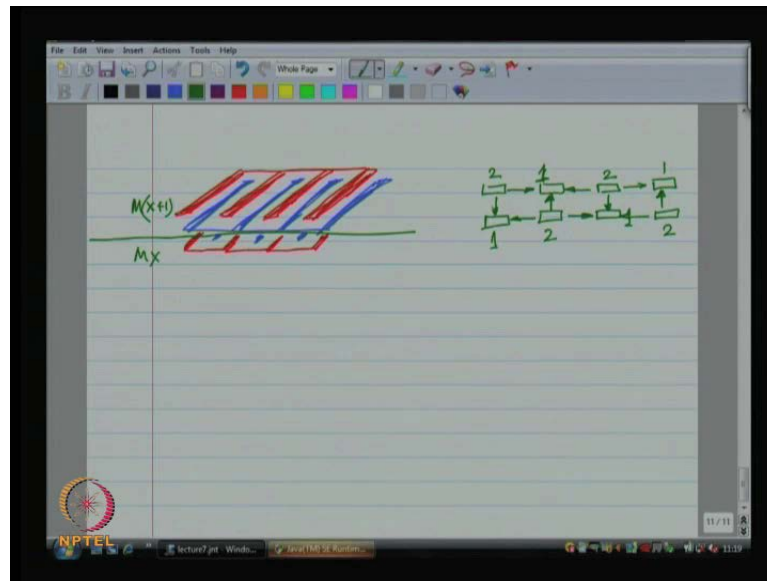 File Edit View Insert Actions Tools Help
Whole Page
B I
M(x+1)
Mx
2 1 2 1
1 2 1 2
11 / 11
NPTEL
lecture7.jnt - Windo...
Java(TM) SE Runtim...
11:19